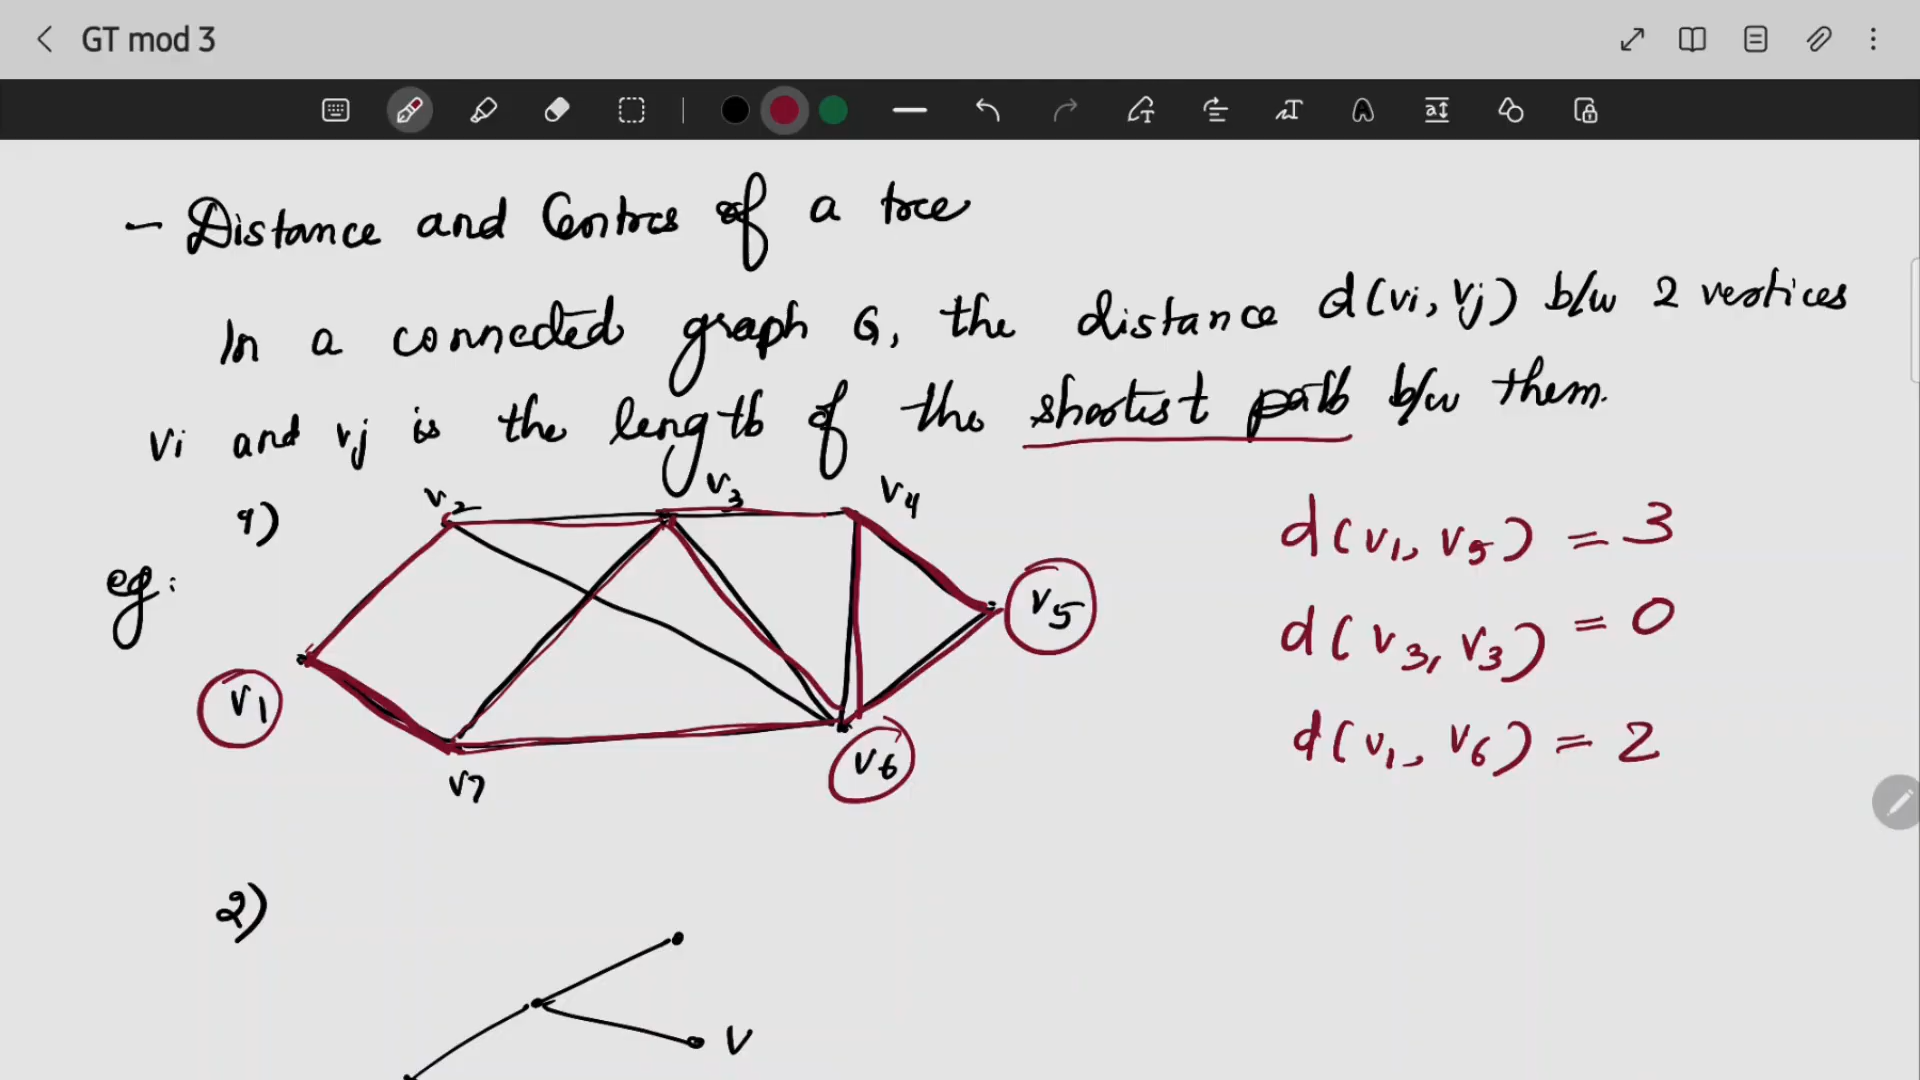 GT mod 3
- Distance and Centres of a tree
In a connected graph G, the distance d(vi, vj) b/w 2 vertices
vi and vj is the length of the shortest path b/w them.
1)
v2 v3 v4
eg:
v5
v1
v7 v6
d(v1, v5) = 3
d(v3, v3) = 0
d(v1, v6) = 2
2)
v